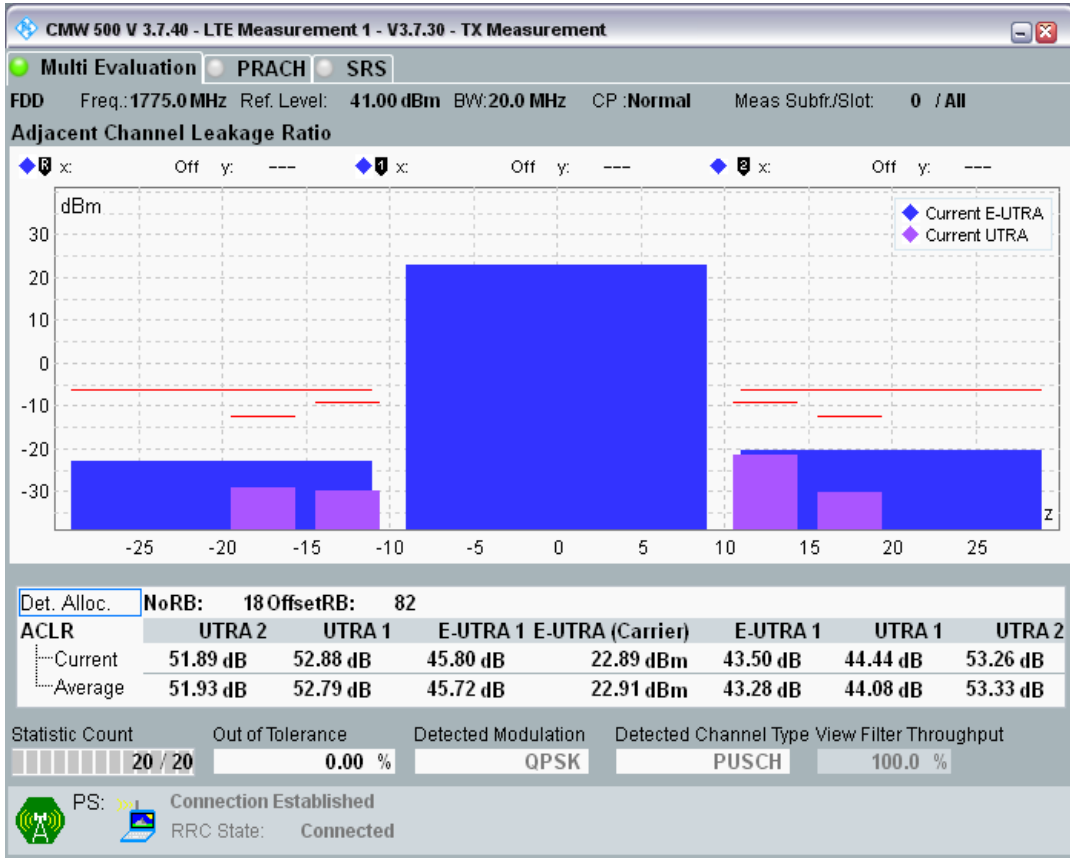 CMW 500 V 3.7.40 - LTE Measurement 1 - V3.7.30 - TX Measurement
Multi Evaluation PRACH SRS
FDD Freq.:1775.0 MHz Ref. Level: 41.00 dBm BW:20.0 MHz CP :Normal Meas Subfr./Slot: 0 / All
Adjacent Channel Leakage Ratio
R x: Off y: --- 1 x: Off y: --- 2 x: Off y: ---
dBm
Current E-UTRA
Current UTRA
30
20
10
0
-10
-20
-30
z
-25 -20 -15 -10 -5 0 5 10 15 20 25
Det. Alloc. NoRB: 18 OffsetRB: 82
ACLR UTRA 2 UTRA 1 E-UTRA 1 E-UTRA (Carrier) E-UTRA 1 UTRA 1 UTRA 2
Current 51.89 dB 52.88 dB 45.80 dB 22.89 dBm 43.50 dB 44.44 dB 53.26 dB
Average 51.93 dB 52.79 dB 45.72 dB 22.91 dBm 43.28 dB 44.08 dB 53.33 dB
Statistic Count Out of Tolerance Detected Modulation Detected Channel Type View Filter Throughput
20 / 20 0.00 % QPSK PUSCH 100.0 %
PS: Connection Established
RRC State: Connected